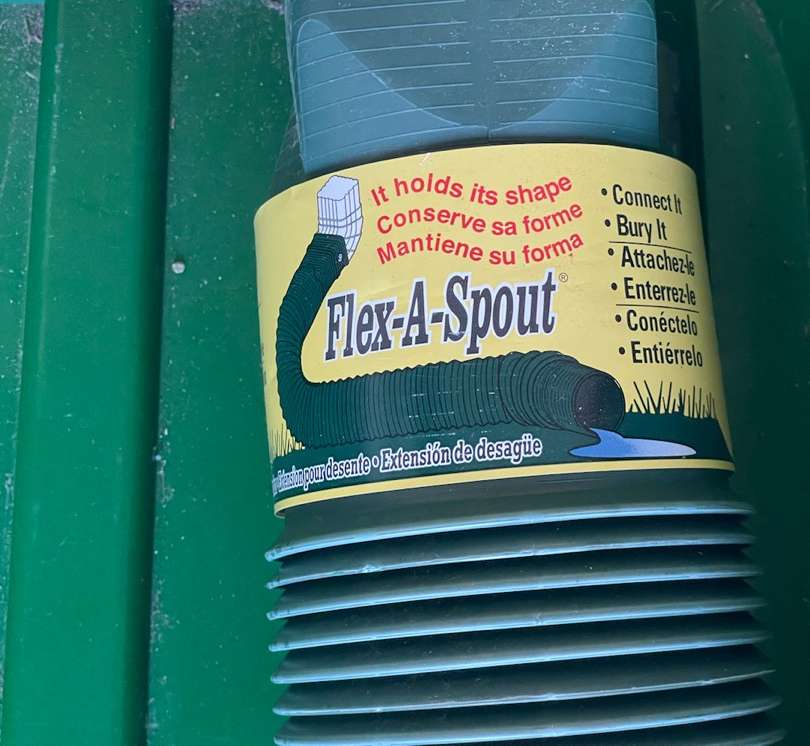 It holds its shape
Conserve sa forme
Mantiene su forma
Flex-A-Spout®
• Connect It
• Bury It
• Attachez-le
• Enterrez-le
• Conéctelo
• Entiérrelo
Extension pour desente • Extensión de desagüe